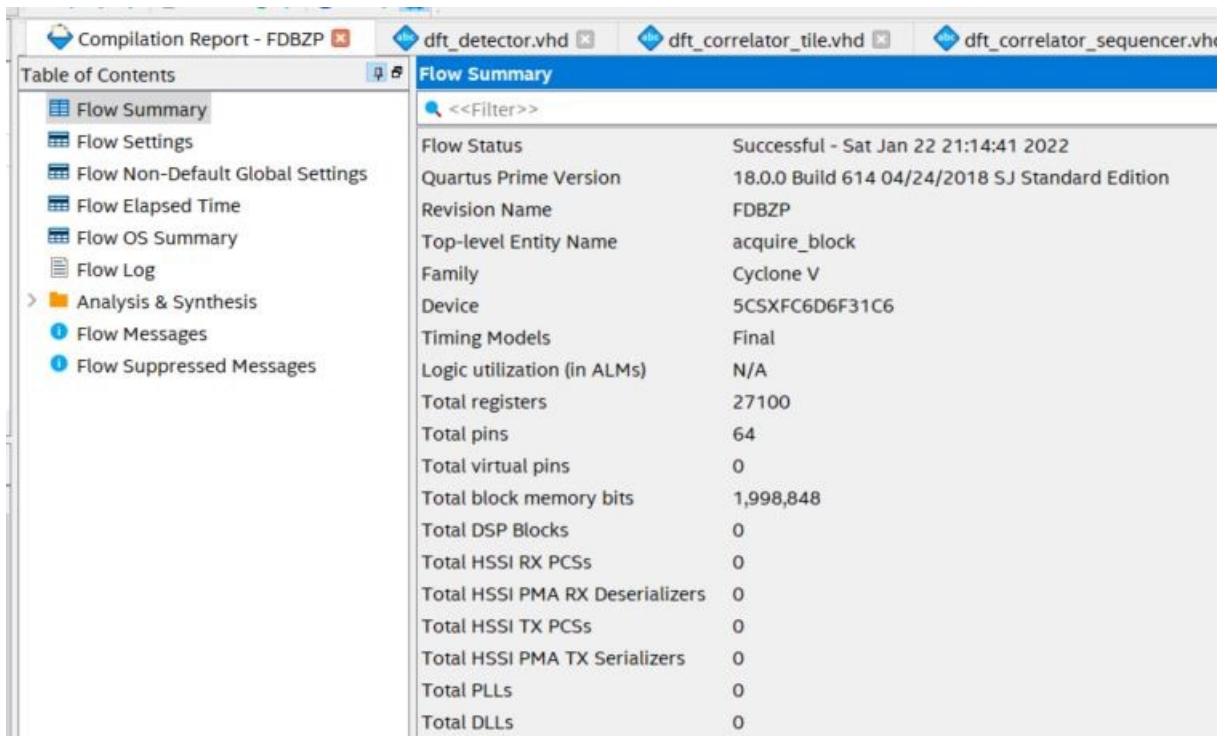 Compilation Report - FDBZP
dft_detector.vhd
dft_correlator_tile.vhd
dft_correlator_sequencer.vh
Table of Contents
Flow Summary
Flow Settings
Flow Non-Default Global Settings
Flow Elapsed Time
Flow OS Summary
Flow Log
Analysis & Synthesis
Flow Messages
Flow Suppressed Messages
Flow Summary
<<Filter>>
Flow Status Successful - Sat Jan 22 21:14:41 2022
Quartus Prime Version 18.0.0 Build 614 04/24/2018 SJ Standard Edition
Revision Name FDBZP
Top-level Entity Name acquire_block
Family Cyclone V
Device 5CSXFC6D6F31C6
Timing Models Final
Logic utilization (in ALMs) N/A
Total registers 27100
Total pins 64
Total virtual pins 0
Total block memory bits 1,998,848
Total DSP Blocks 0
Total HSSI RX PCSs 0
Total HSSI PMA RX Deserializers 0
Total HSSI TX PCSs 0
Total HSSI PMA TX Serializers 0
Total PLLs 0
Total DLLs 0